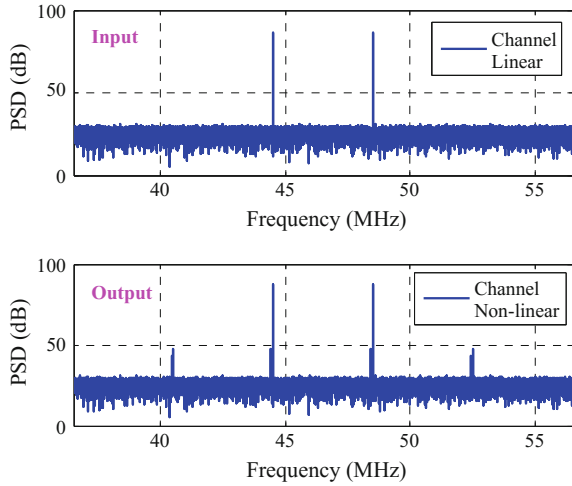 100
Input
Channel
Linear
PSD (dB)
50
0
40
45
50
55
Frequency (MHz)
100
Output
Channel
Non-linear
PSD (dB)
50
0
40
45
50
55
Frequency (MHz)